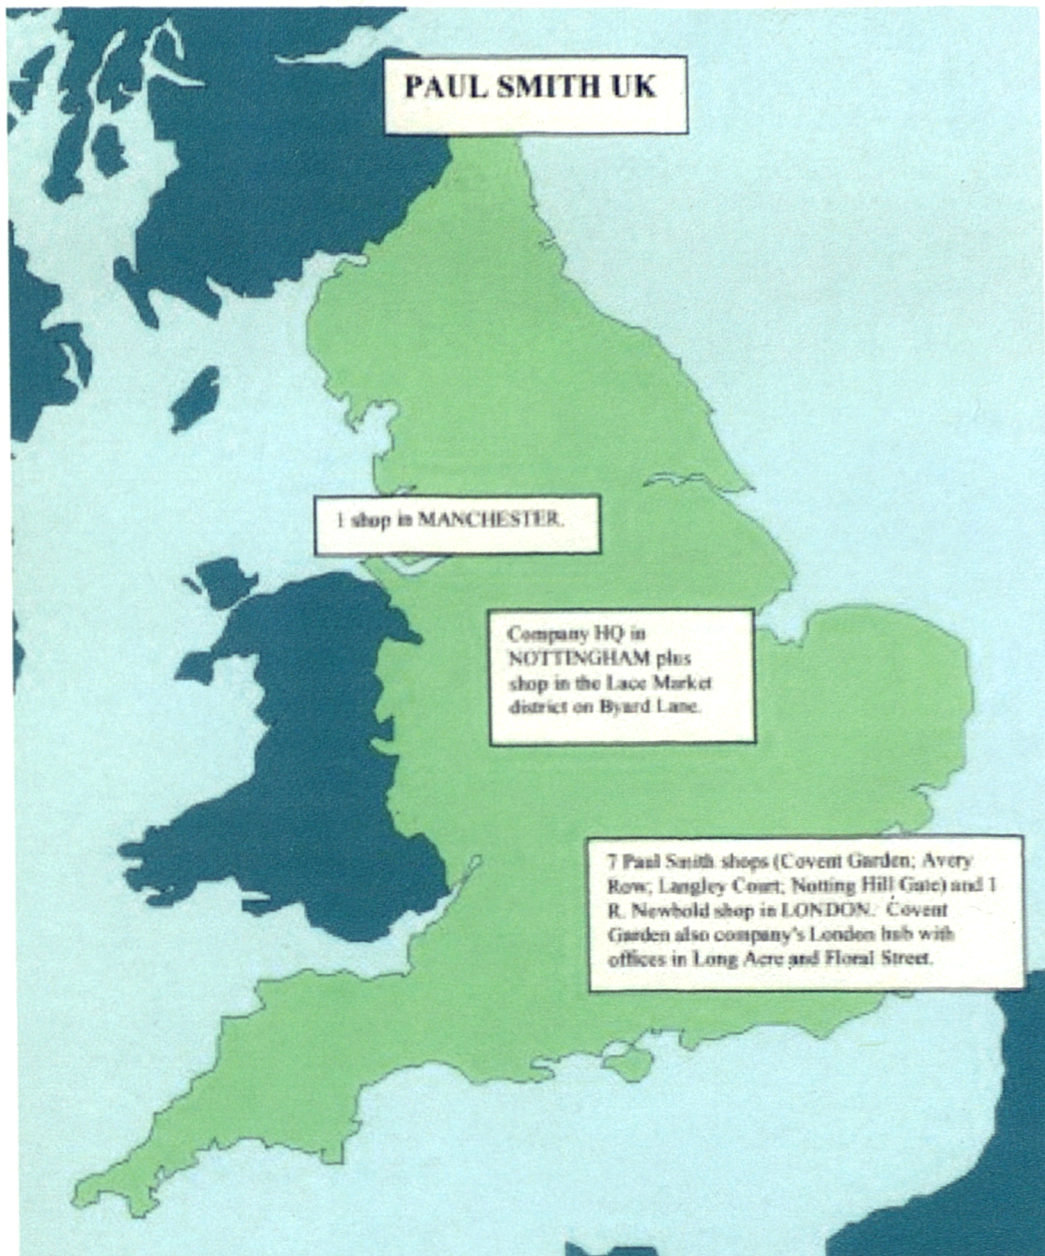 PAUL SMITH UK
1 shop in MANCHESTER.
Company HQ in
NOTTINGHAM plus
shop in the Lace Market
district on Byard Lane.
7 Paul Smith shops (Covent Garden; Avery
Row; Langley Court; Notting Hill Gate) and 1
R. Newbold shop in LONDON. Covent
Garden also company's London hub with
offices in Long Acre and Floral Street.